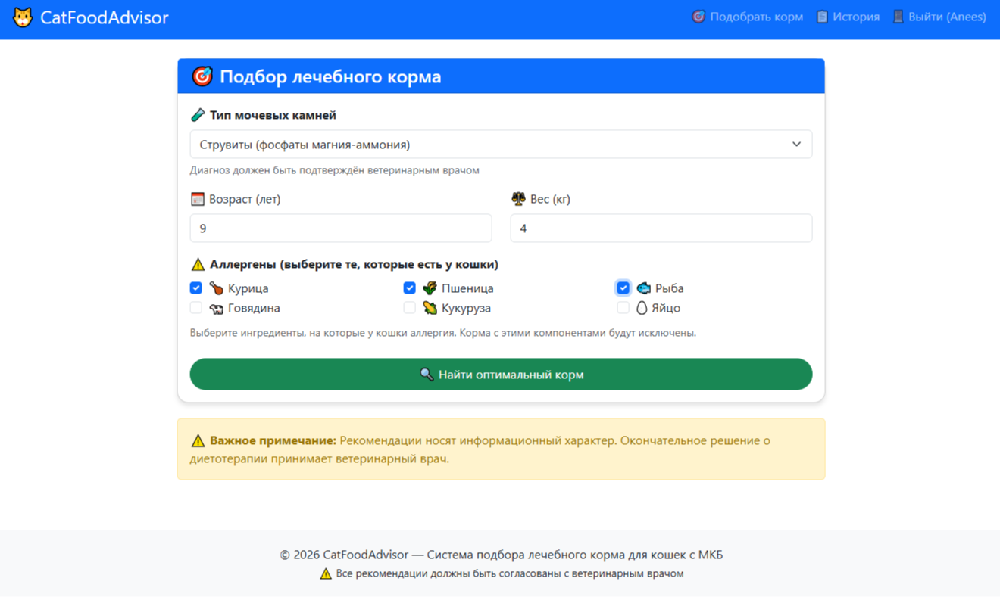 CatFoodAdvisor
Подобрать корм
История
Выйти (Anees)
Подбор лечебного корма
Тип мочевых камней
Струвиты (фосфаты магния-аммония)
Диагноз должен быть подтверждён ветеринарным врачом
Возраст (лет)
Вес (кг)
9
4
Аллергены (выберите те, которые есть у кошки)
Курица
Пшеница
Рыба
Говядина
Кукуруза
Яйцо
Выберите ингредиенты, на которые у кошки аллергия. Корма с этими компонентами будут исключены.
Найти оптимальный корм
Важное примечание: Рекомендации носят информационный характер. Окончательное решение о
диетотерапии принимает ветеринарный врач.
© 2026 CatFoodAdvisor — Система подбора лечебного корма для кошек с МКБ
Все рекомендации должны быть согласованы с ветеринарным врачом